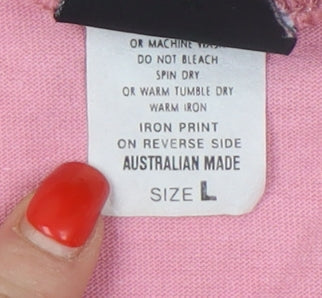 OR MACHINE WASH
DO NOT BLEACH
SPIN DRY
OR WARM TUMBLE DRY
WARM IRON
IRON PRINT
ON REVERSE SIDE
AUSTRALIAN MADE
SIZE L